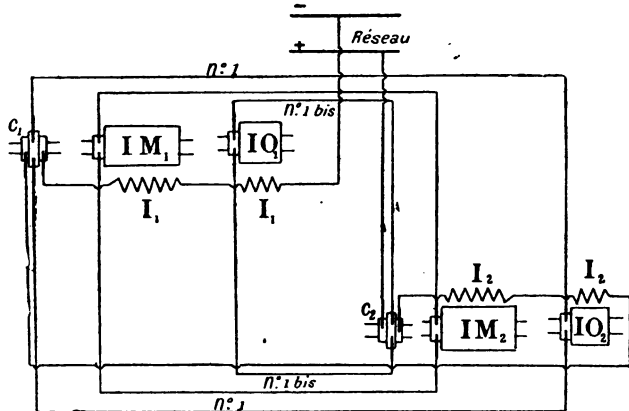 −
+ Réseau
n° 1
n° 1 bis
C₁
I M₁
I O₁
I₁
I₁
I₂
I₂
C₂
I M₂
I O₂
n° 1 bis
n° 1